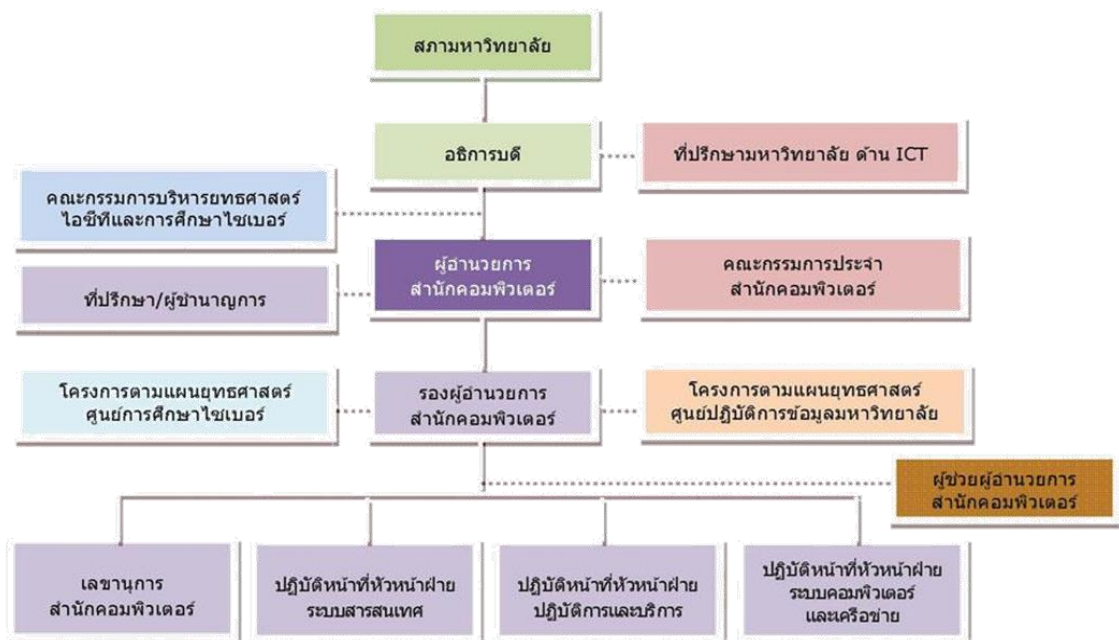 สภามหาวิทยาลัย
อธิการบดี
ที่ปรึกษามหาวิทยาลัย ด้าน ICT
คณะกรรมการบริหารยทธศาสตร์
ไอซีทีและการศึกษาไซเบอร์
ผู้อำนวยการ
สำนักคอมพิวเตอร์
คณะกรรมการประจำ
สำนักคอมพิวเตอร์
ที่ปรึกษา/ผู้ชำนาญการ
โครงการตามแผนยุทธศาสตร์
ศูนย์การศึกษาไซเบอร์
รองผู้อำนวยการ
สำนักคอมพิวเตอร์
โครงการตามแผนยุทธศาสตร์
ศูนย์ปฏิบัติการข้อมูลมหาวิทยาลัย
ผู้ช่วยผู้อำนวยการ
สำนักคอมพิวเตอร์
เลขานุการ
สำนักคอมพิวเตอร์
ปฏิบัติหน้าที่หัวหน้าฝ่าย
ระบบสารสนเทศ
ปฏิบัติหน้าที่หัวหน้าฝ่าย
ปฏิบัติการและบริการ
ปฏิบัติหน้าที่หัวหน้าฝ่าย
ระบบคอมพิวเตอร์
และเครือข่าย